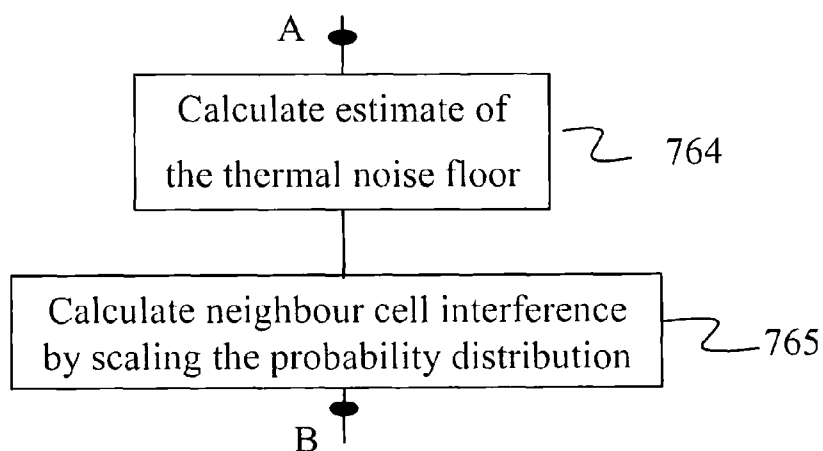 A
Calculate estimate of
the thermal noise floor
764
Calculate neighbour cell interference
by scaling the probability distribution
765
B